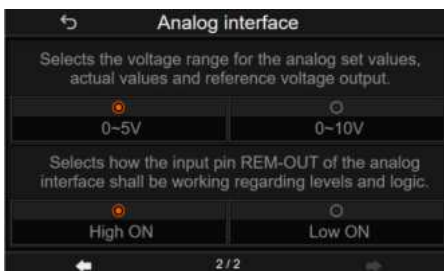 Analog interface
Selects the voltage range for the analog set values,
actual values and reference voltage output.
0~5V
0~10V
Selects how the input pin REM-OUT of the analog
interface shall be working regarding levels and logic.
High ON
Low ON
2/2